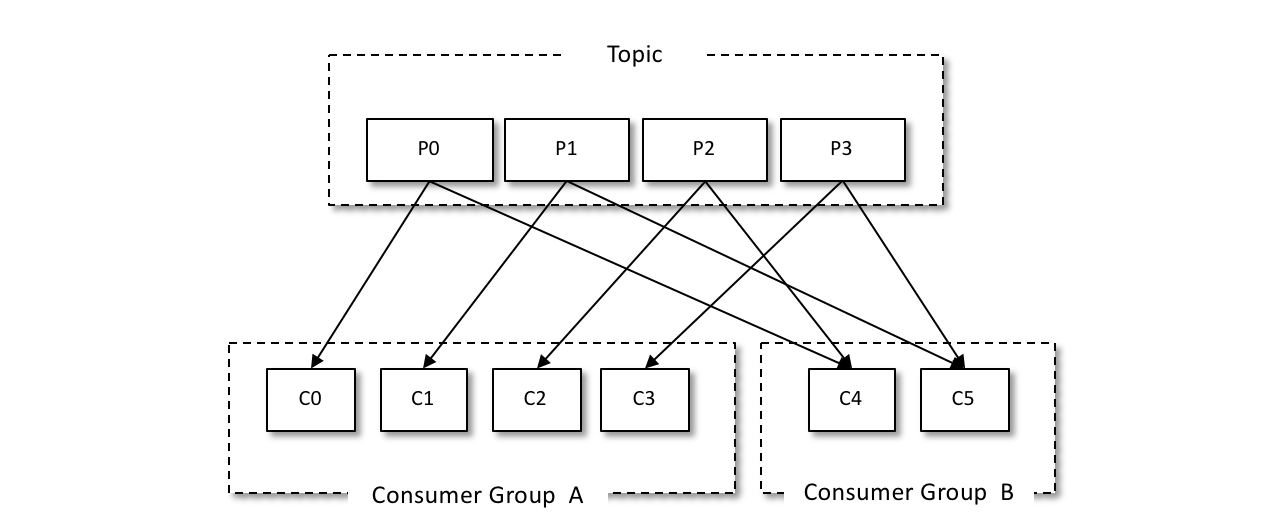 Topic
P0
P1
P2
P3
C0
C1
C2
C3
C4
C5
Consumer Group A
Consumer Group B